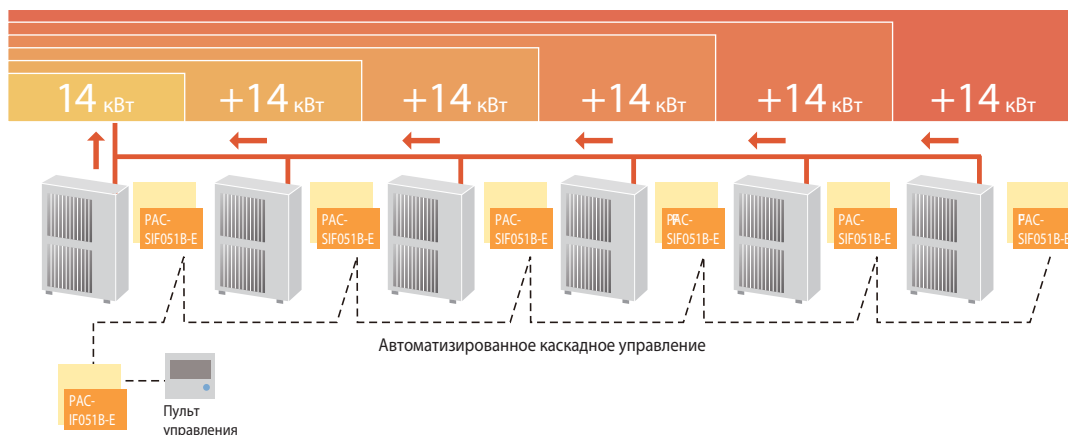 14 кВт
+14 кВт
+14 кВт
+14 кВт
+14 кВт
+14 кВт
PAC-
SIF051B-E
PAC-
SIF051B-E
PAC-
SIF051B-E
PAC-
SIF051B-E
PAC-
SIF051B-E
PAC-
SIF051B-E
Автоматизированное каскадное управление
PAC-
IF051B-E
Пульт
управления